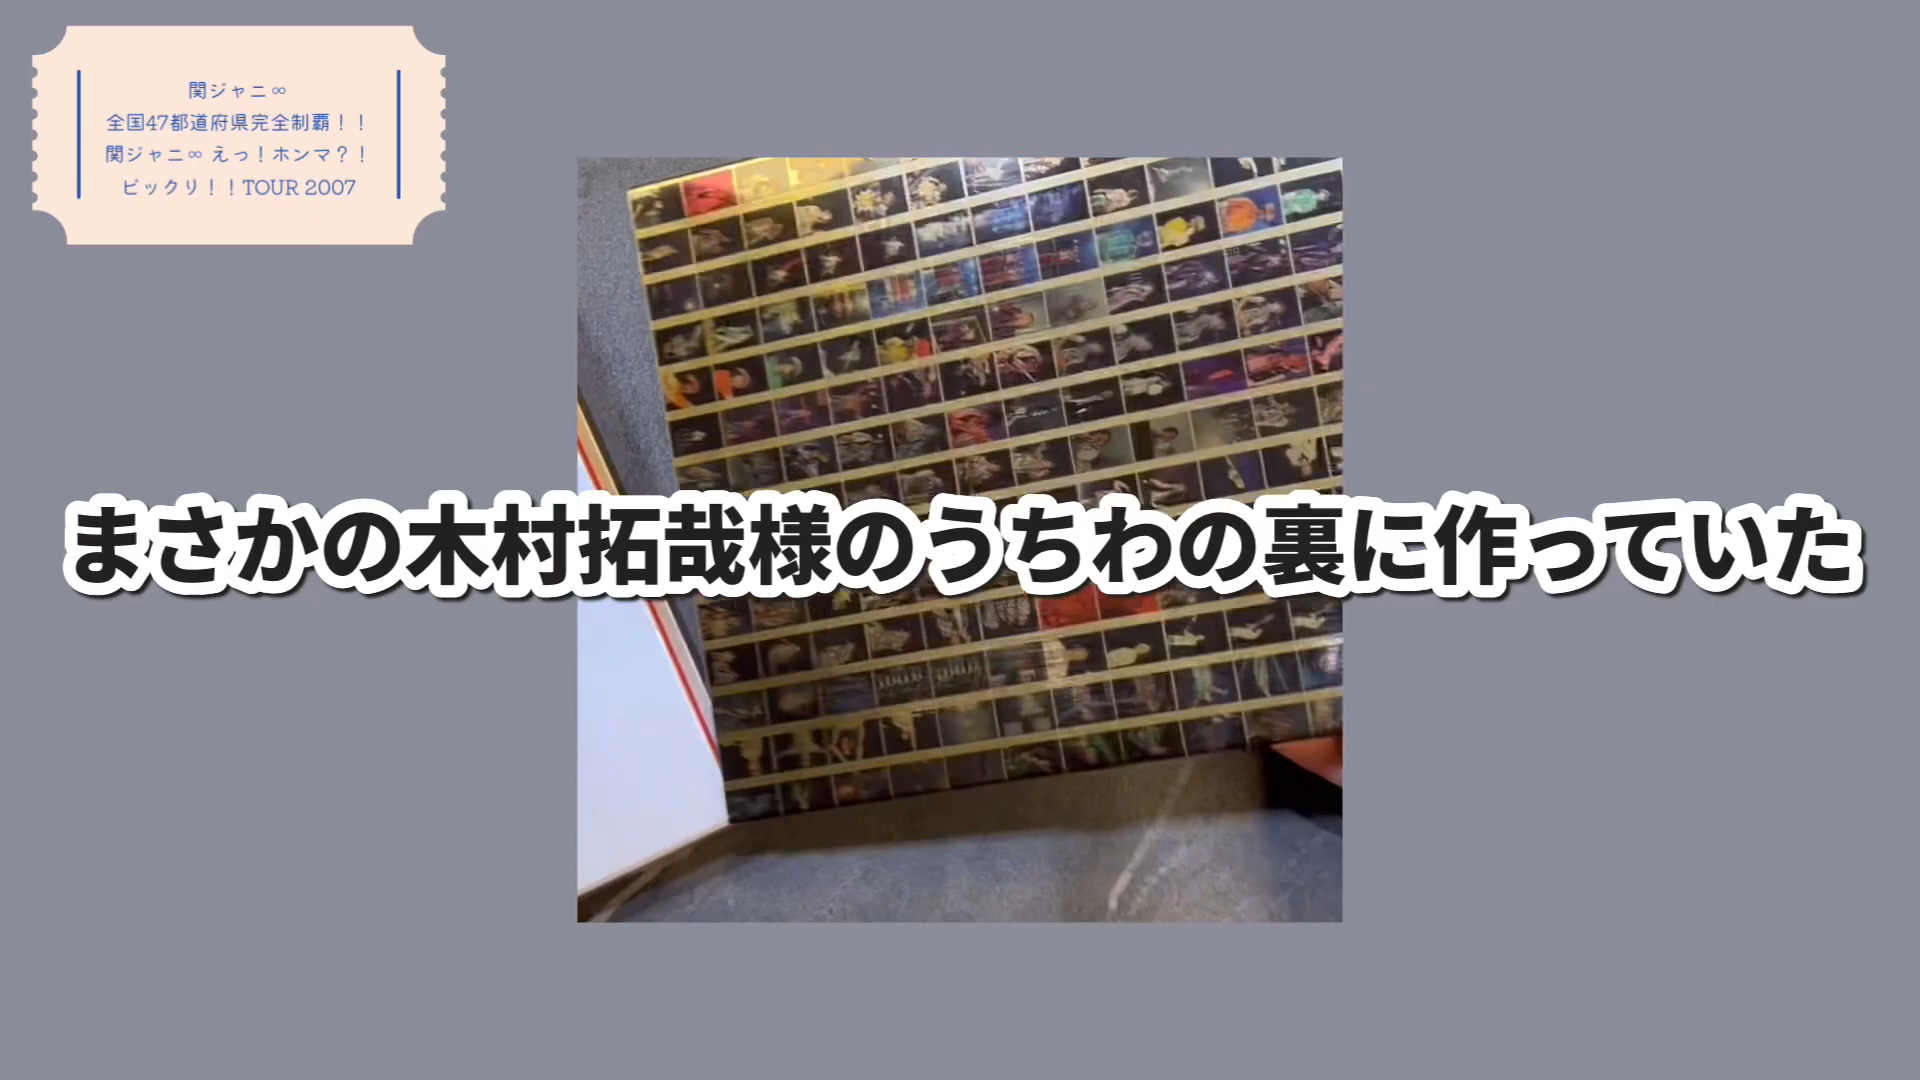 関ジャニ∞
全国47都道府県完全制覇！！
関ジャニ∞ えっ！ホンマ？！
ビックリ！！TOUR 2007
まさかの木村拓哉様のうちわの裏に作っていた